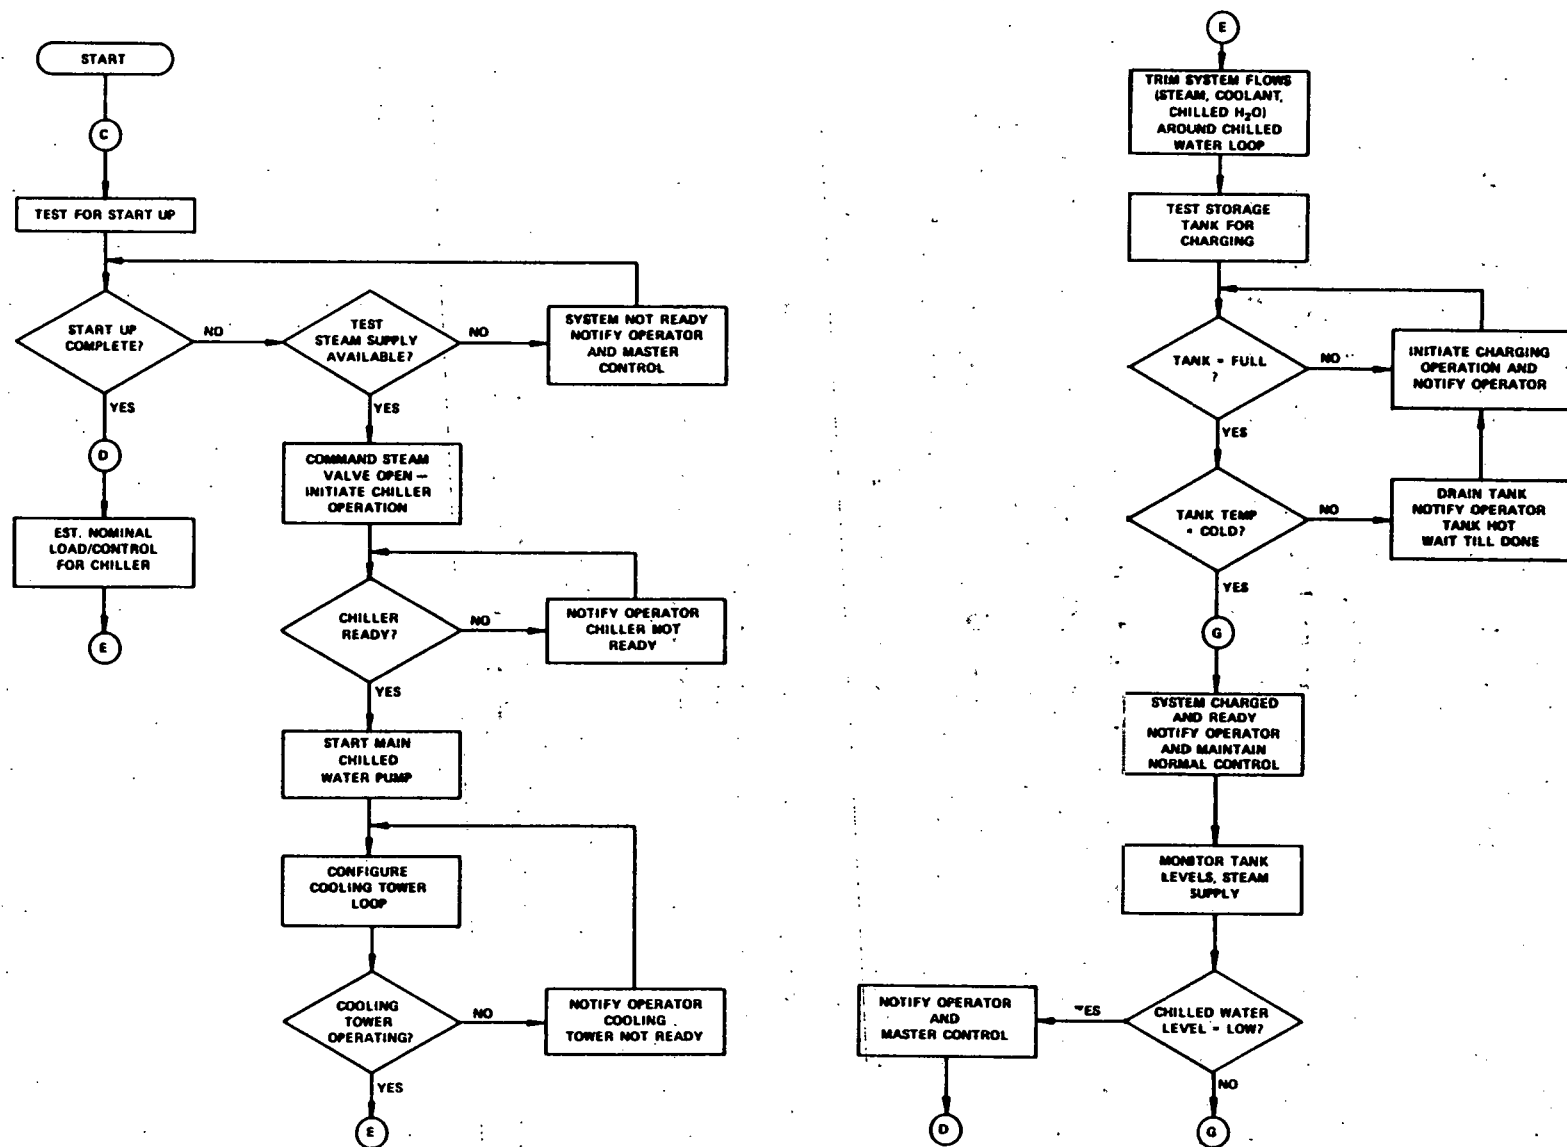 START
C
TEST FOR START UP
START UP
COMPLETE?
NO
YES
D
EST. NOMINAL
LOAD/CONTROL
FOR CHILLER
E
TEST
STEAM SUPPLY
AVAILABLE?
NO
SYSTEM NOT READY
NOTIFY OPERATOR
AND MASTER
CONTROL
YES
COMMAND STEAM
VALVE OPEN —
INITIATE CHILLER
OPERATION
CHILLER
READY?
NO
NOTIFY OPERATOR
CHILLER NOT
READY
YES
START MAIN
CHILLED
WATER PUMP
CONFIGURE
COOLING TOWER
LOOP
COOLING
TOWER
OPERATING?
NO
NOTIFY OPERATOR
COOLING
TOWER NOT READY
YES
E
E
TRIM SYSTEM FLOWS
(STEAM, COOLANT,
CHILLED H₂O)
AROUND CHILLED
WATER LOOP
TEST STORAGE
TANK FOR
CHARGING
TANK = FULL
?
NO
INITIATE CHARGING
OPERATION AND
NOTIFY OPERATOR
YES
TANK TEMP
= COLD?
NO
DRAIN TANK
NOTIFY OPERATOR
TANK HOT
WAIT TILL DONE
YES
G
SYSTEM CHARGED
AND READY
NOTIFY OPERATOR
AND MAINTAIN
NORMAL CONTROL
MONITOR TANK
LEVELS, STEAM
SUPPLY
CHILLED WATER
LEVEL = LOW?
YES
NOTIFY OPERATOR
AND
MASTER CONTROL
D
NO
G